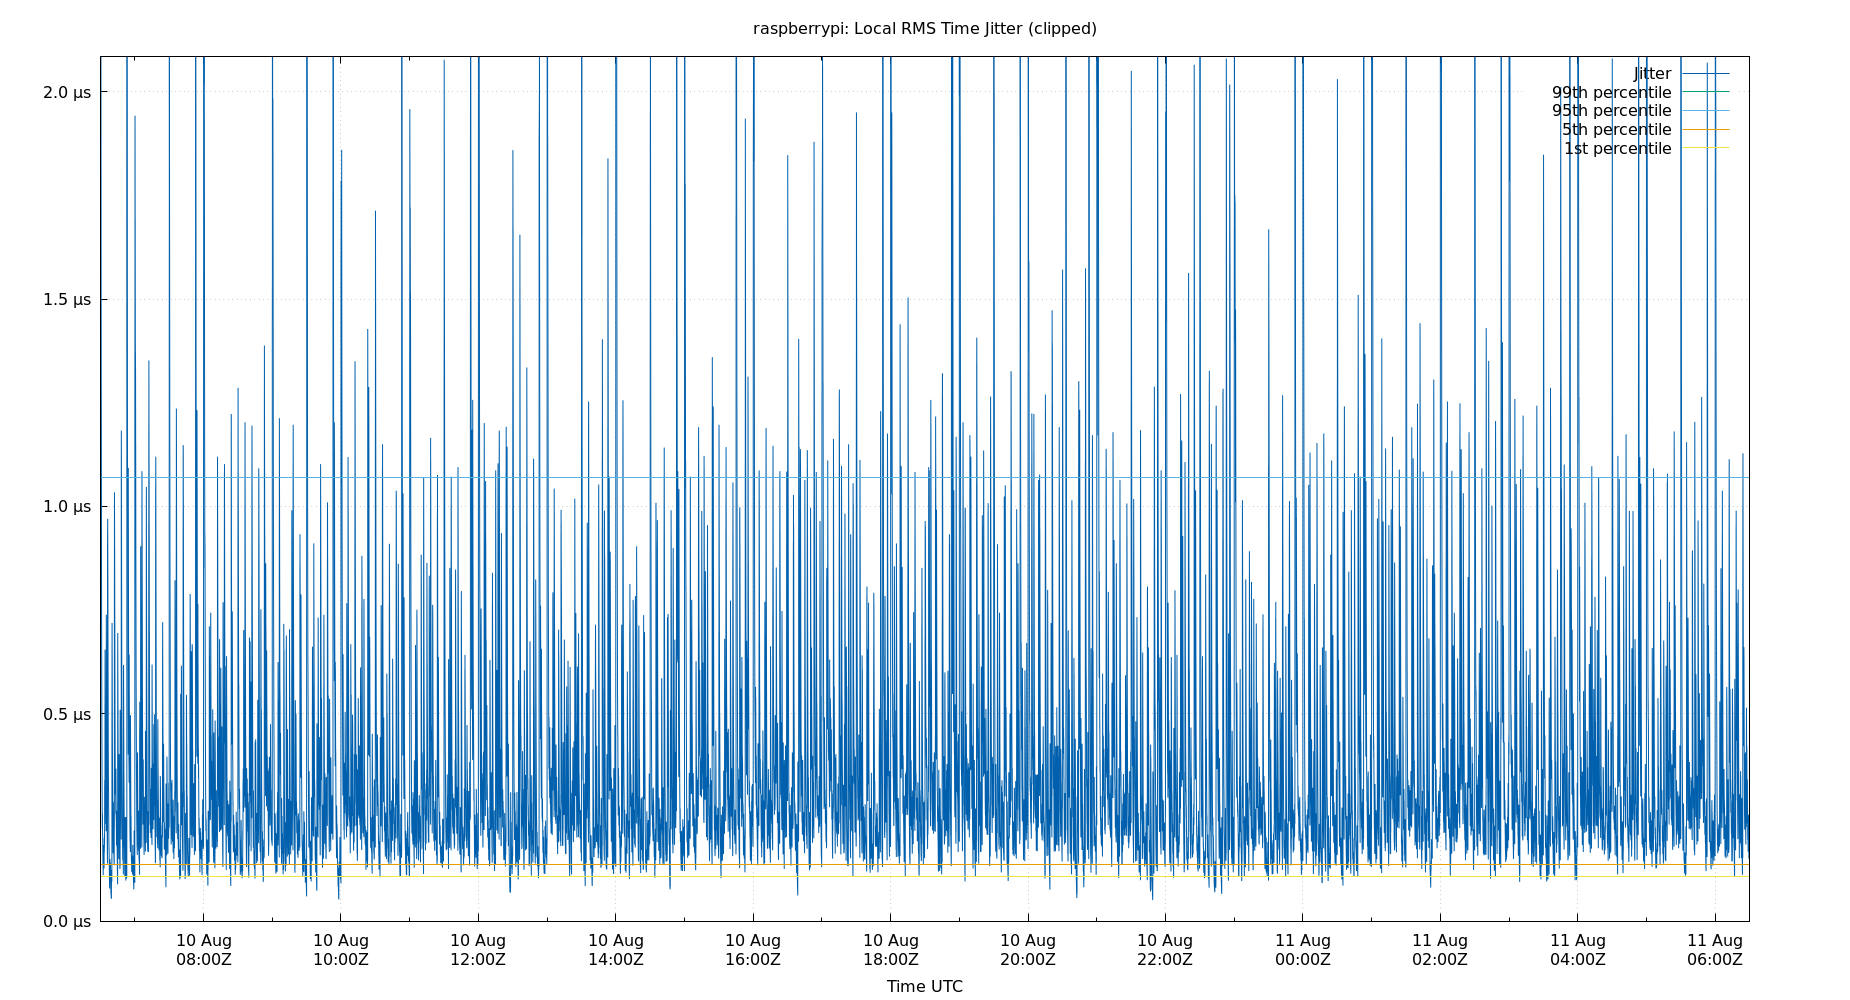 raspberrypi: Local RMS Time Jitter (clipped)
Jitter
99th percentile
95th percentile
5th percentile
1st percentile
2.0 µs
1.5 µs
1.0 µs
0.5 µs
0.0 µs
10 Aug 10 Aug 10 Aug 10 Aug 10 Aug 10 Aug 10 Aug 10 Aug 11 Aug 11 Aug 11 Aug 11 Aug
08:00Z 10:00Z 12:00Z 14:00Z 16:00Z 18:00Z 20:00Z 22:00Z 00:00Z 02:00Z 04:00Z 06:00Z
Time UTC